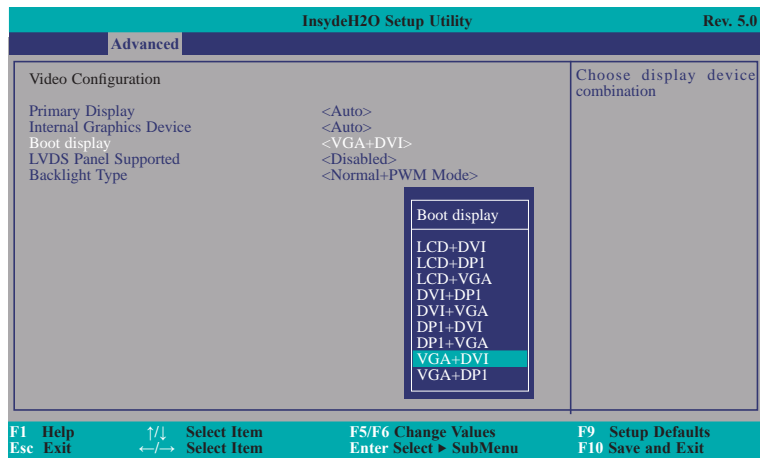 InsydeH2O Setup Utility Rev. 5.0
Advanced
Video Configuration
Choose display device
combination
Primary Display <Auto>
Internal Graphics Device <Auto>
Boot display <VGA+DVI>
LVDS Panel Supported <Disabled>
Backlight Type <Normal+PWM Mode>
Boot display
LCD+DVI
LCD+DP1
LCD+VGA
DVI+DP1
DVI+VGA
DP1+DVI
DP1+VGA
VGA+DVI
VGA+DP1
F1 Help ↑/↓ Select Item F5/F6 Change Values F9 Setup Defaults
Esc Exit ←/→ Select Item Enter Select ► SubMenu F10 Save and Exit